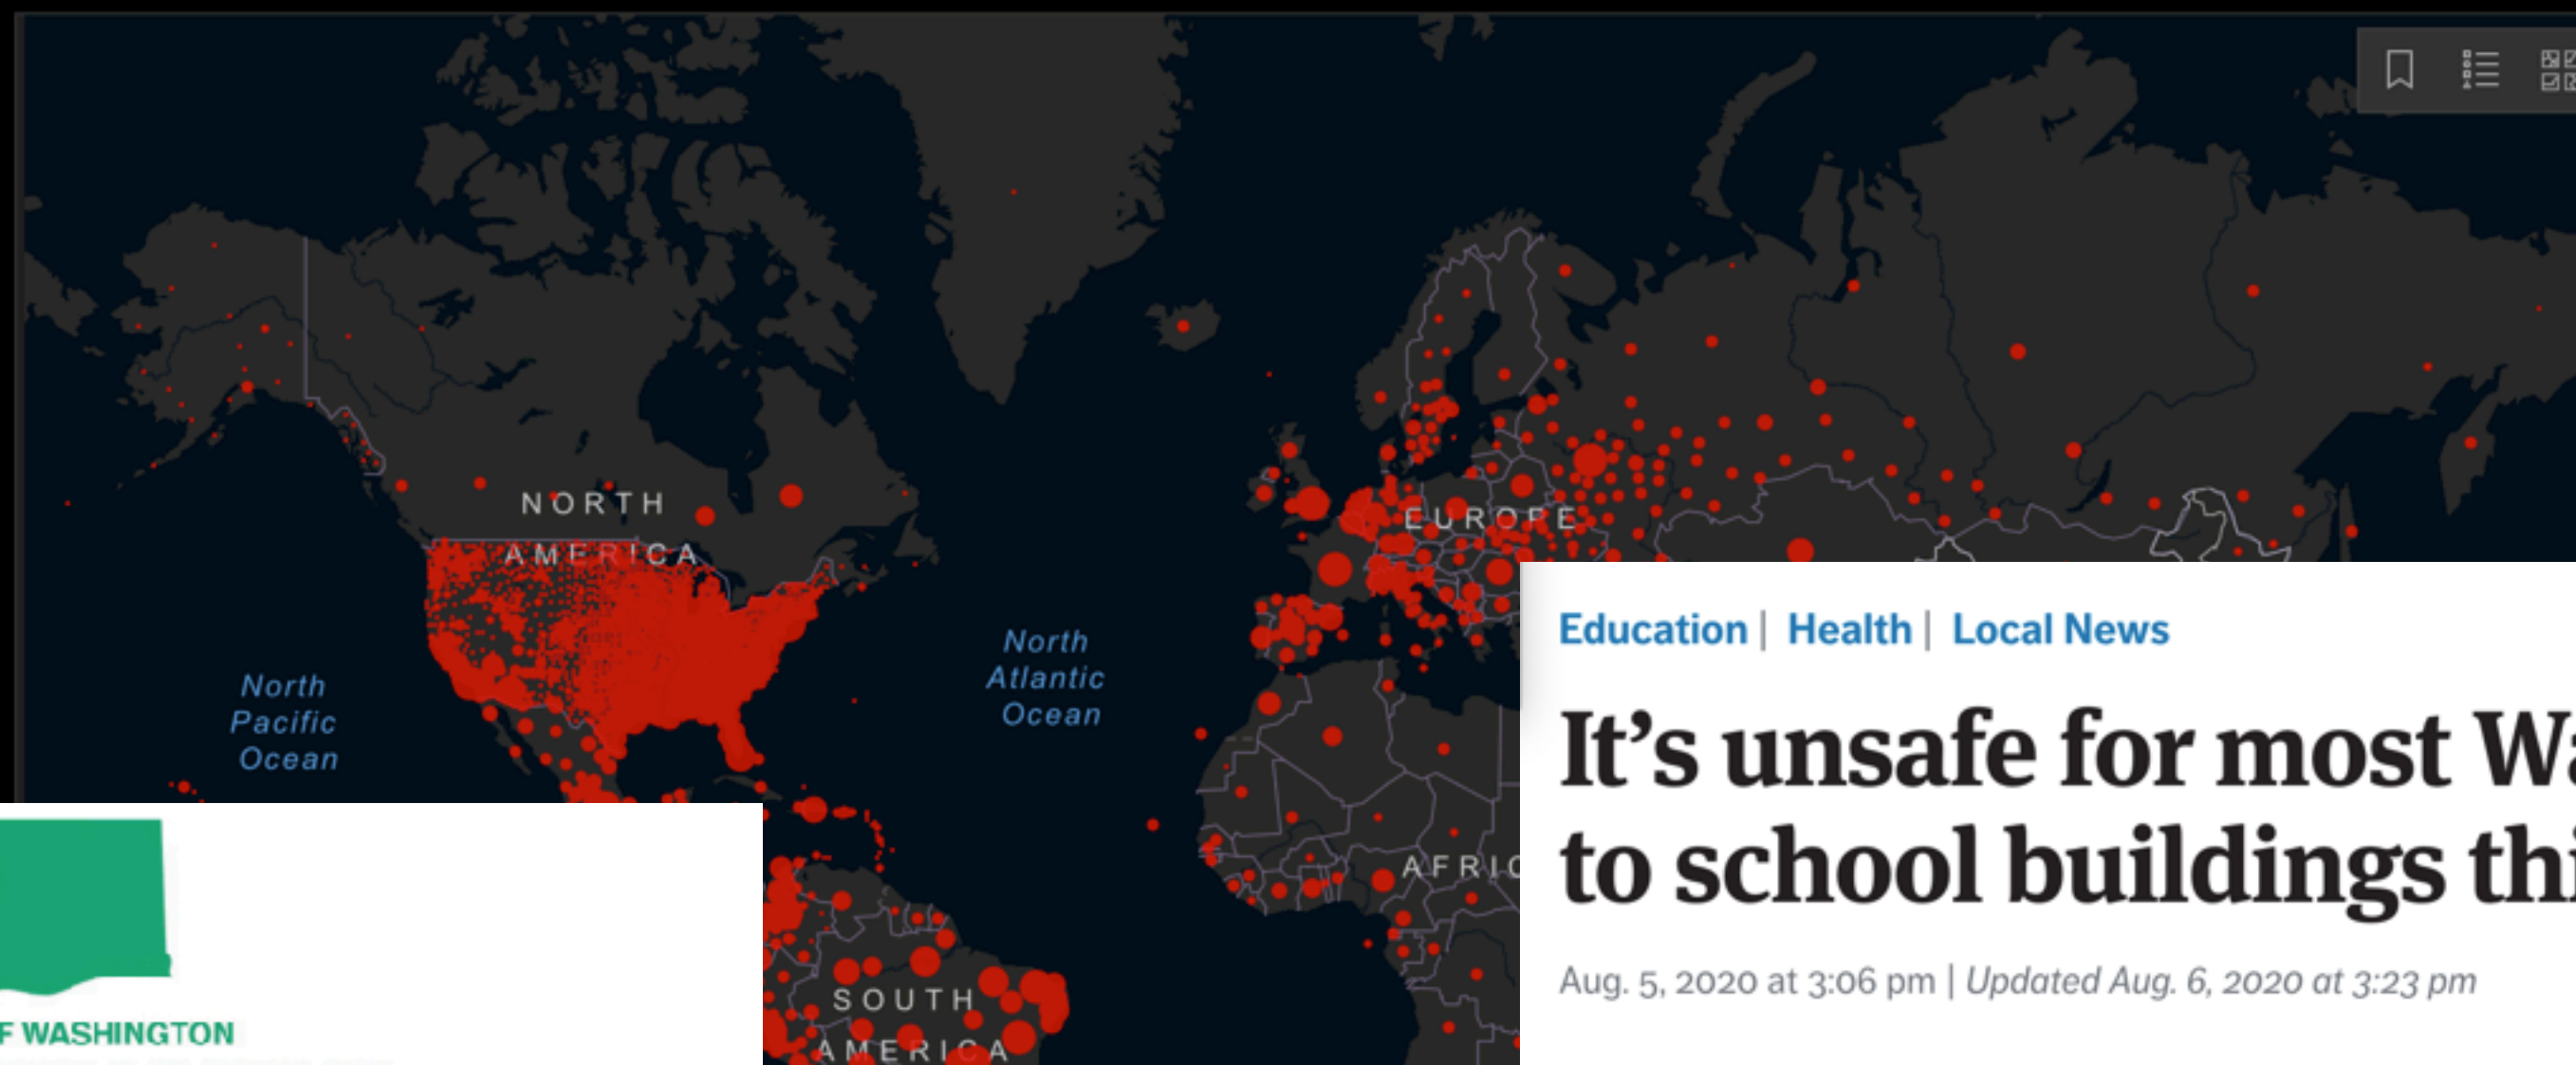 NORTH
AMERICA
EUROPE
North
Atlantic
Ocean
North
Pacific
Ocean
AFRIC
SOUTH
AMERICA
Education | Health | Local News
It's unsafe for most Wa
to school buildings thi
Aug. 5, 2020 at 3:06 pm | Updated Aug. 6, 2020 at 3:23 pm
F WASHINGTON